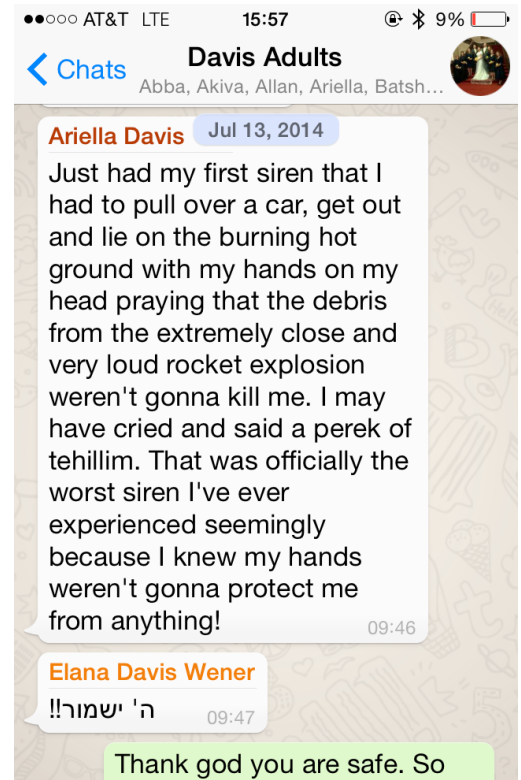 AT&T LTE 15:57 9%
Chats
Davis Adults
Abba, Akiva, Allan, Ariella, Batsh...
Jul 13, 2014
Ariella Davis
Just had my first siren that I
had to pull over a car, get out
and lie on the burning hot
ground with my hands on my
head praying that the debris
from the extremely close and
very loud rocket explosion
weren't gonna kill me. I may
have cried and said a perek of
tehillim. That was officially the
worst siren I've ever
experienced seemingly
because I knew my hands
weren't gonna protect me
from anything!
09:46
Elana Davis Wener
ה' ישמור!!
09:47
Thank god you are safe. So